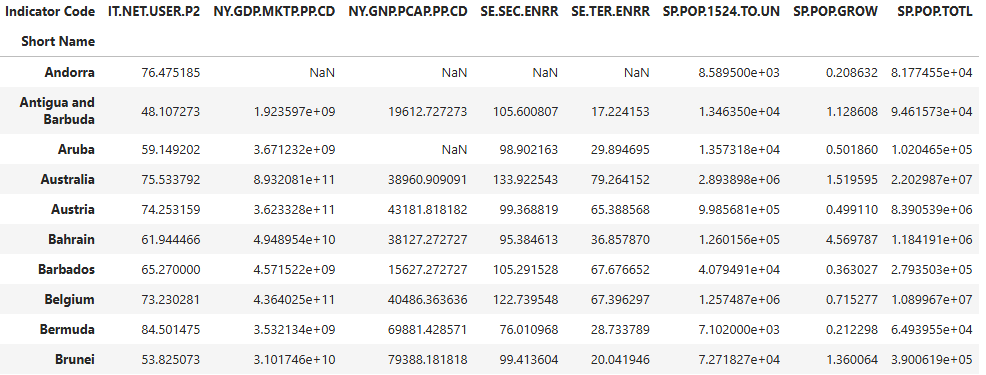 Indicator Code IT.NET.USER.P2 NY.GDP.MKTP.PP.CD NY.GNP.PCAP.PP.CD SE.SEC.ENRR SE.TER.ENRR SP.POP.1524.TO.UN SP.POP.GROW SP.POP.TOTL
Short Name
Andorra 76.475185 NaN NaN NaN NaN 8.589500e+03 0.208632 8.177455e+04
Antigua and
Barbuda 48.107273 1.923597e+09 19612.727273 105.600807 17.224153 1.346350e+04 1.128608 9.461573e+04
Aruba 59.149202 3.671232e+09 NaN 98.902163 29.894695 1.357318e+04 0.501860 1.020465e+05
Australia 75.533792 8.932081e+11 38960.909091 133.922543 79.264152 2.893898e+06 1.519595 2.202987e+07
Austria 74.253159 3.623328e+11 43181.818182 99.368819 65.388568 9.985681e+05 0.499110 8.390539e+06
Bahrain 61.944466 4.948954e+10 38127.272727 95.384613 36.857870 1.260156e+05 4.569787 1.184191e+06
Barbados 65.270000 4.571522e+09 15627.272727 105.291528 67.676652 4.079491e+04 0.363027 2.793503e+05
Belgium 73.230281 4.364025e+11 40486.363636 122.739548 67.396297 1.257487e+06 0.715277 1.089967e+07
Bermuda 84.501475 3.532134e+09 69881.428571 76.010968 28.733789 7.102000e+03 0.212298 6.493955e+04
Brunei 53.825073 3.101746e+10 79388.181818 99.413604 20.041946 7.271827e+04 1.360064 3.900619e+05